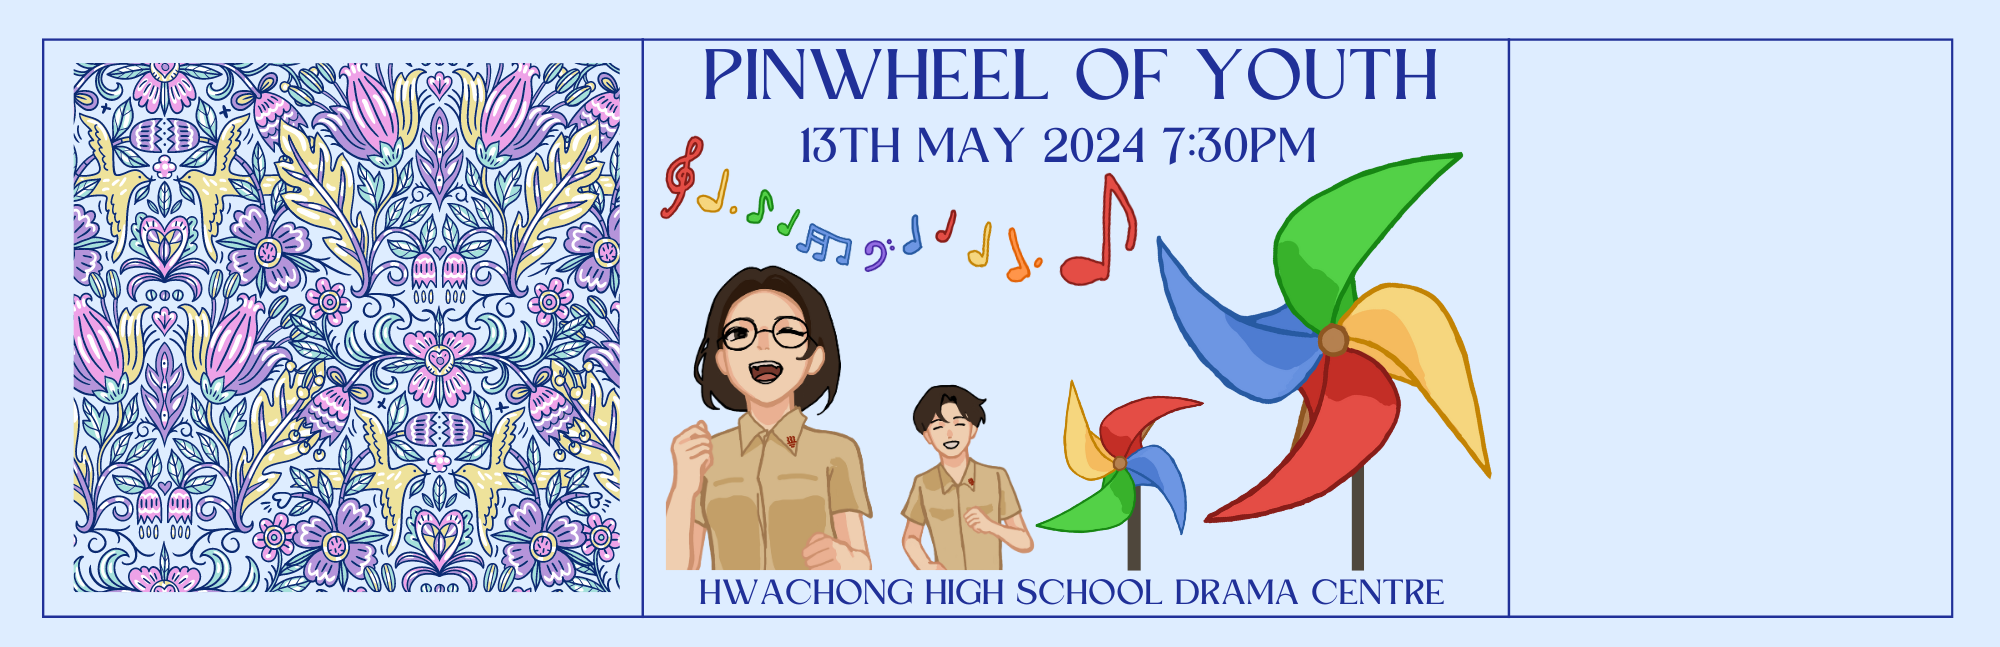 PINWHEEL OF YOUTH
13TH MAY 2024 7:30PM
HWACHONG HIGH SCHOOL DRAMA CENTRE